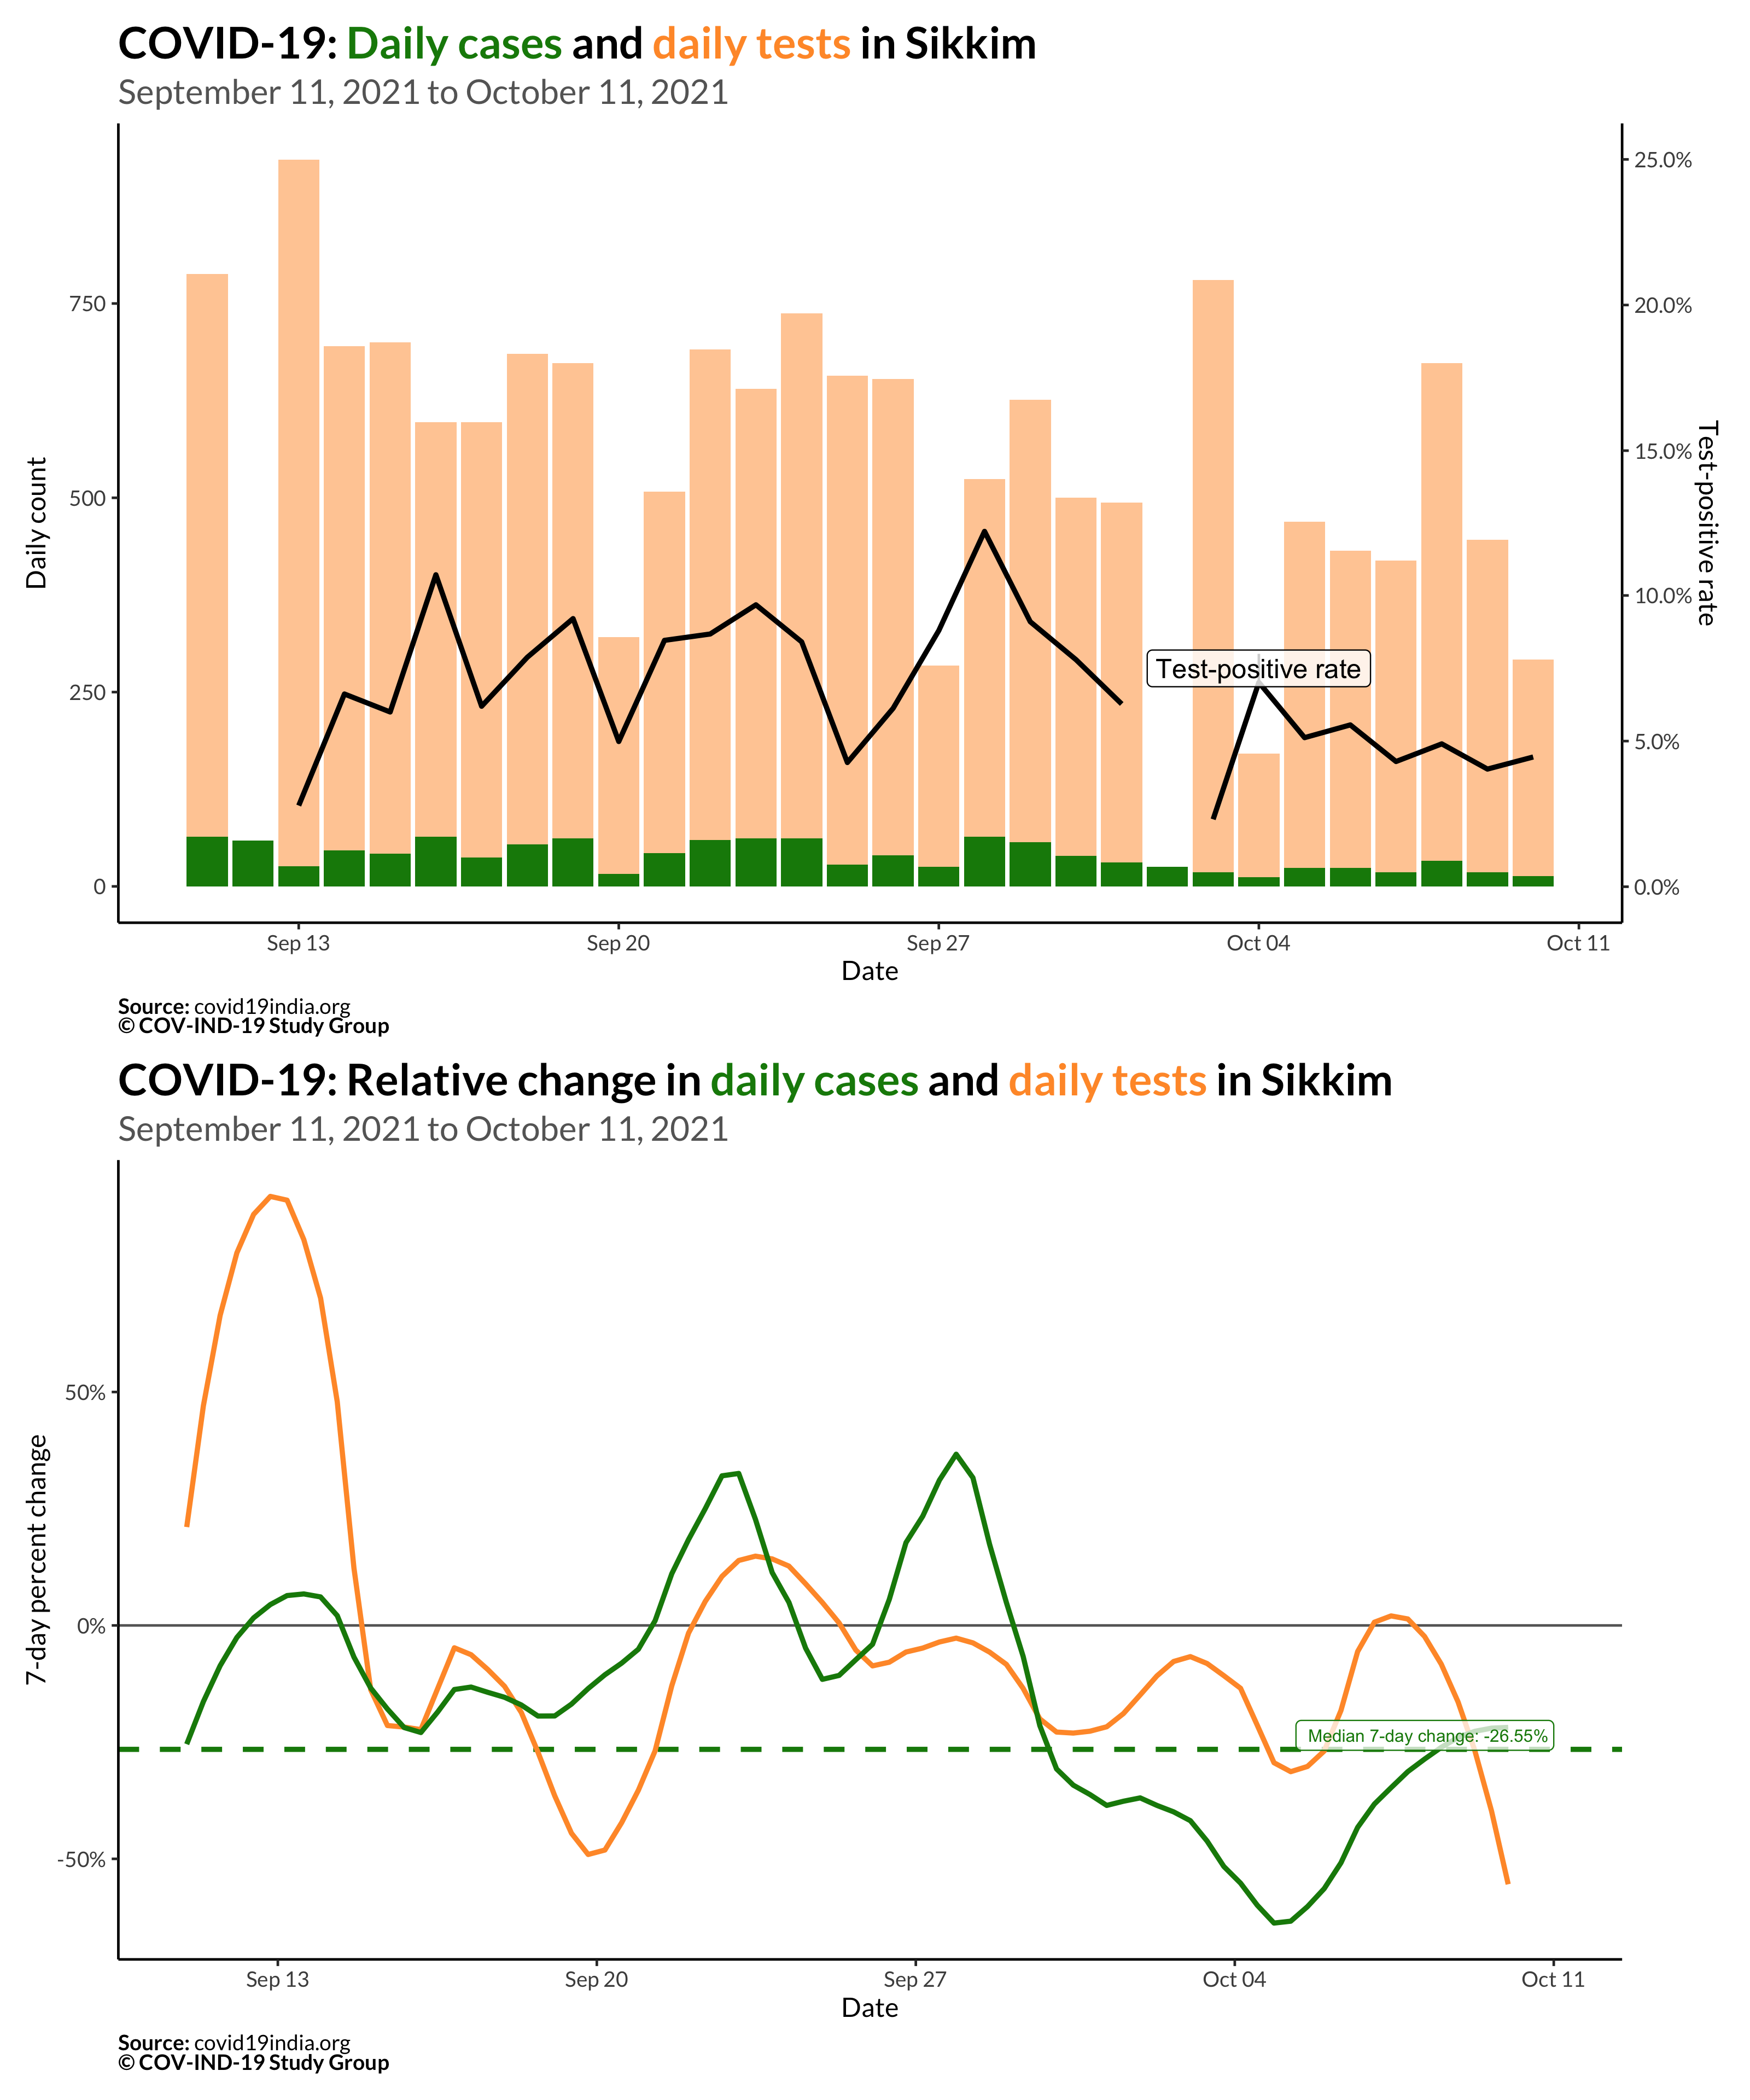 COVID-19: Daily cases and daily tests in Sikkim
September 11, 2021 to October 11, 2021
25.0%
20.0%
15.0%
10.0%
5.0%
0.0%
750
500
250
0
Daily count
Test-positive rate
Test-positive rate
Sep 13 Sep 20 Sep 27 Oct 04 Oct 11
Date
Source: covid19india.org
© COV-IND-19 Study Group
COVID-19: Relative change in daily cases and daily tests in Sikkim
September 11, 2021 to October 11, 2021
50%
0%
-50%
7-day percent change
Median 7-day change: -26.55%
Sep 13 Sep 20 Sep 27 Oct 04 Oct 11
Date
Source: covid19india.org
© COV-IND-19 Study Group